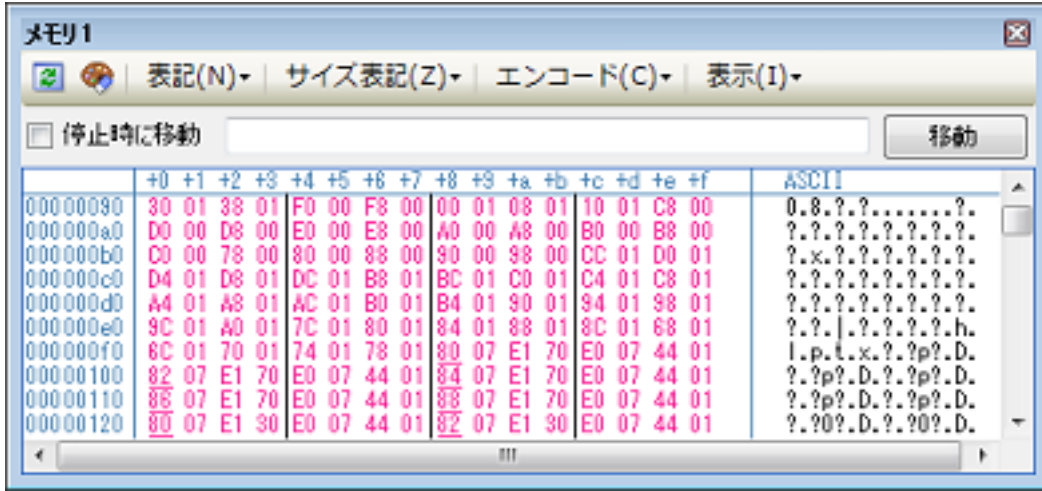 メモリ1
表記(N)▾ サイズ表記(Z)▾ エンコード(C)▾ 表示(I)▾
停止時に移動 移動
+0 +1 +2 +3 +4 +5 +6 +7 +8 +9 +a +b +c +d +e +f ASCII
00000090 30 01 38 01 F0 00 F8 00 00 01 08 01 10 01 C8 00 0.8.?.?.......?.
000000a0 D0 00 D8 00 E0 00 E8 00 A0 00 A8 00 B0 00 B8 00 ?.?.?.?.?.?.?.?.
000000b0 C0 00 78 00 80 00 88 00 90 00 98 00 CC 01 D0 01 ?.x.?.?.?.?.?.?.
000000c0 D4 01 D8 01 DC 01 B8 01 BC 01 C0 01 C4 01 C8 01 ?.?.?.?.?.?.?.?.
000000d0 A4 01 A8 01 AC 01 B0 01 B4 01 90 01 94 01 98 01 ?.?.?.?.?.?.?.?.
000000e0 9C 01 A0 01 7C 01 80 01 84 01 88 01 8C 01 68 01 ?.?.|.?.?.?.?.h.
000000f0 6C 01 70 01 74 01 78 01 80 07 E1 70 E0 07 44 01 l.p.t.x.?.?p?.D.
00000100 82 07 E1 70 E0 07 44 01 84 07 E1 70 E0 07 44 01 ?.?p?.D.?.?p?.D.
00000110 86 07 E1 70 E0 07 44 01 88 07 E1 70 E0 07 44 01 ?.?p?.D.?.?p?.D.
00000120 80 07 E1 30 E0 07 44 01 82 07 E1 30 E0 07 44 01 ?.?0?.D.?.?0?.D.